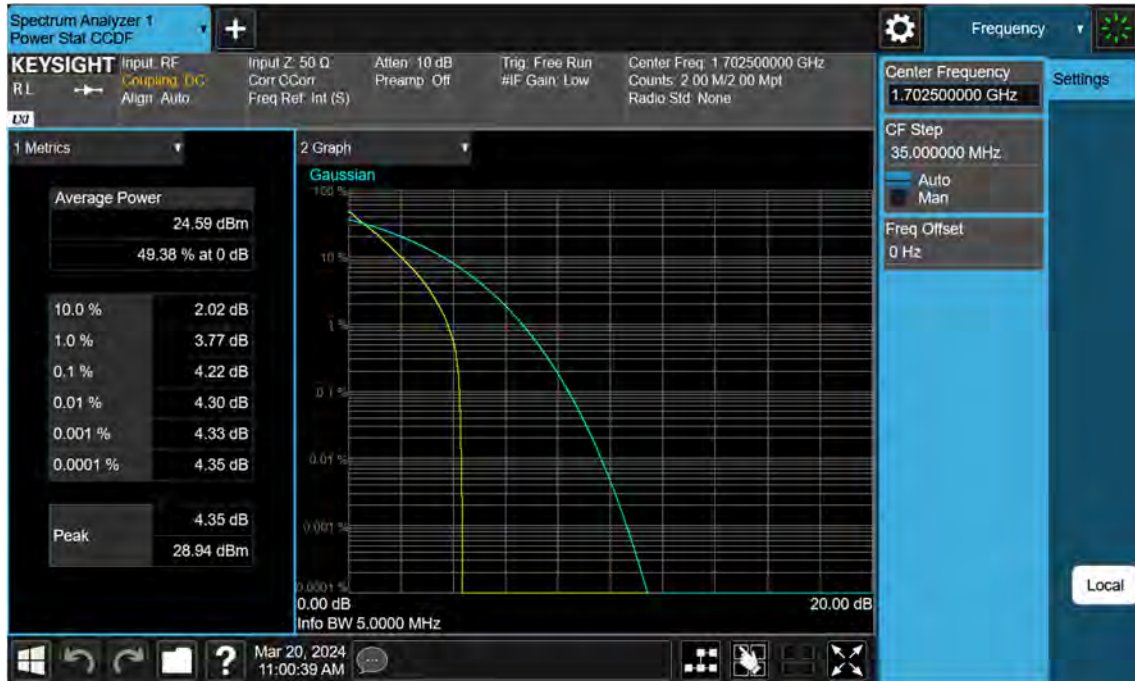 Spectrum Analyzer 1
Power Stat CCDF
Frequency
KEYSIGHT
RL
LXI
Input: RF
Coupling: DC
Align: Auto
Input Z: 50 Ω
Corr CCorr
Freq Ref: Int (S)
Atten: 10 dB
Preamp: Off
Trig: Free Run
#IF Gain: Low
Center Freq: 1.702500000 GHz
Counts: 2.00 M/2.00 Mpt
Radio Std: None
Center Frequency
1.702500000 GHz
Settings
CF Step
35.000000 MHz
Auto
Man
Freq Offset
0 Hz
1 Metrics
Average Power
24.59 dBm
49.38 % at 0 dB
10.0 % 2.02 dB
1.0 % 3.77 dB
0.1 % 4.22 dB
0.01 % 4.30 dB
0.001 % 4.33 dB
0.0001 % 4.35 dB
Peak
4.35 dB
28.94 dBm
2 Graph
Gaussian
100 %
10 %
1 %
0.1 %
0.01 %
0.001 %
0.0001 %
0.00 dB 20.00 dB
Info BW 5.0000 MHz
Local
?
Mar 20, 2024
11:00:39 AM